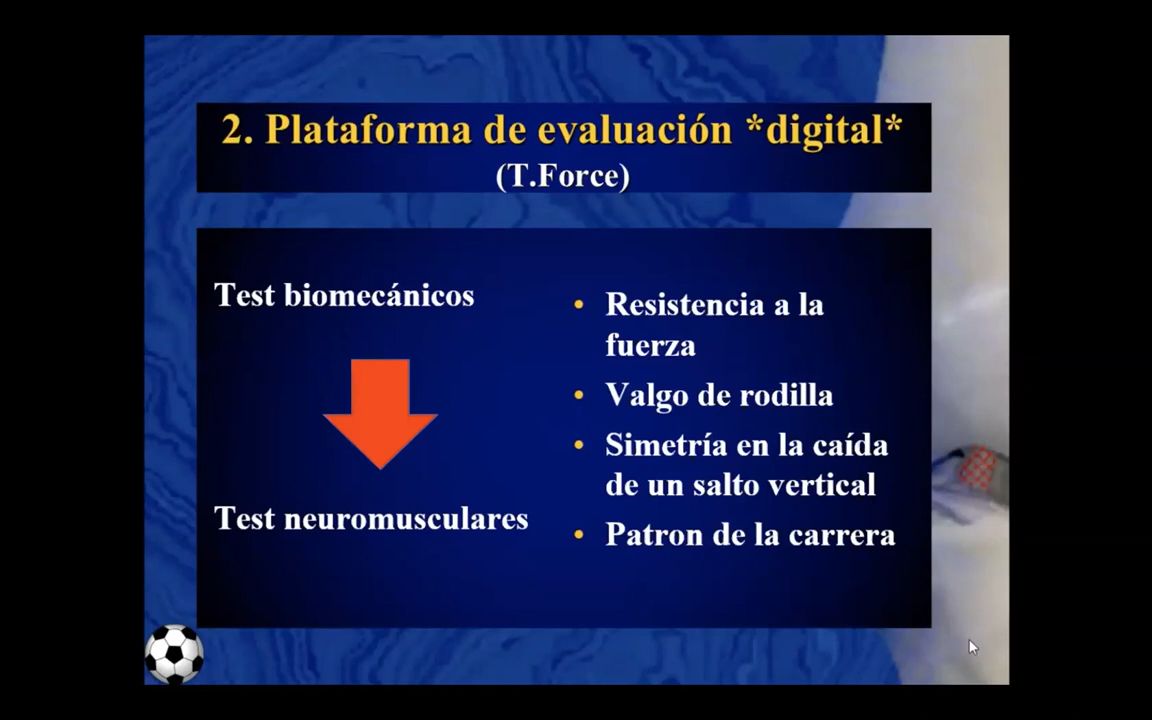 2. Plataforma de evaluación *digital*
(T.Force)
Test biomecánicos
Test neuromusculares
• Resistencia a la
fuerza
• Valgo de rodilla
• Simetría en la caída
de un salto vertical
• Patron de la carrera